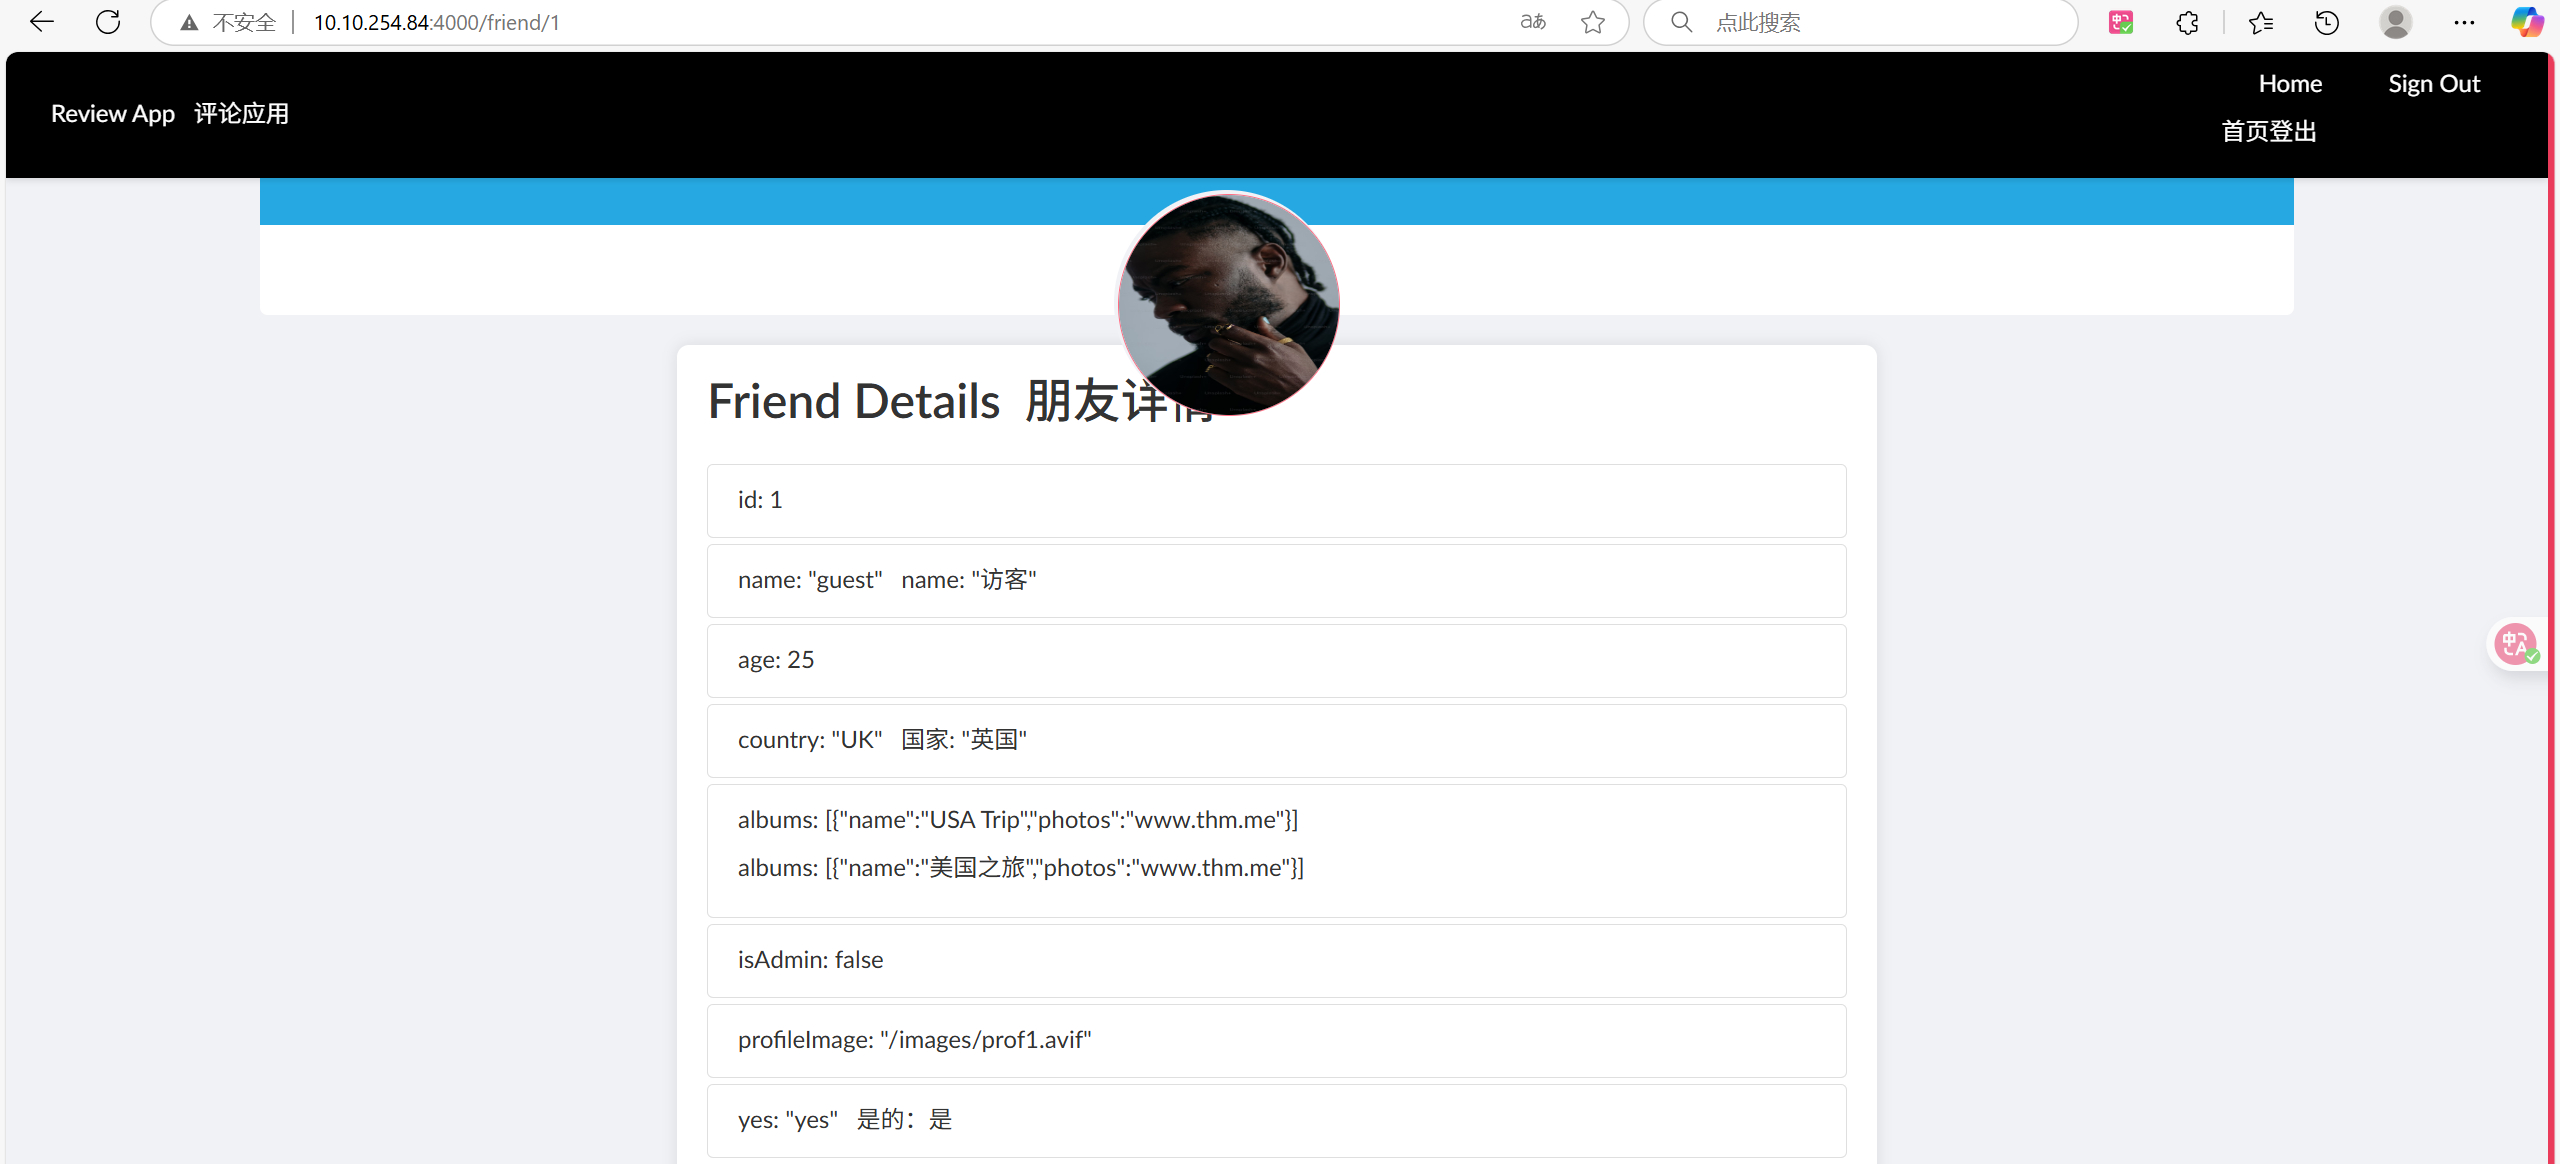 不安全 10.10.254.84:4000/friend/1 aあ 点此搜索
Review App 评论应用
Home Sign Out
首页登出
Friend Details 朋友详情
id: 1
name: "guest" name: "访客"
age: 25
country: "UK" 国家: "英国"
albums: [{"name":"USA Trip","photos":"www.thm.me"}]
albums: [{"name":"美国之旅""photos":"www.thm.me"}]
isAdmin: false
profileImage: "/images/prof1.avif"
yes: "yes" 是的：是